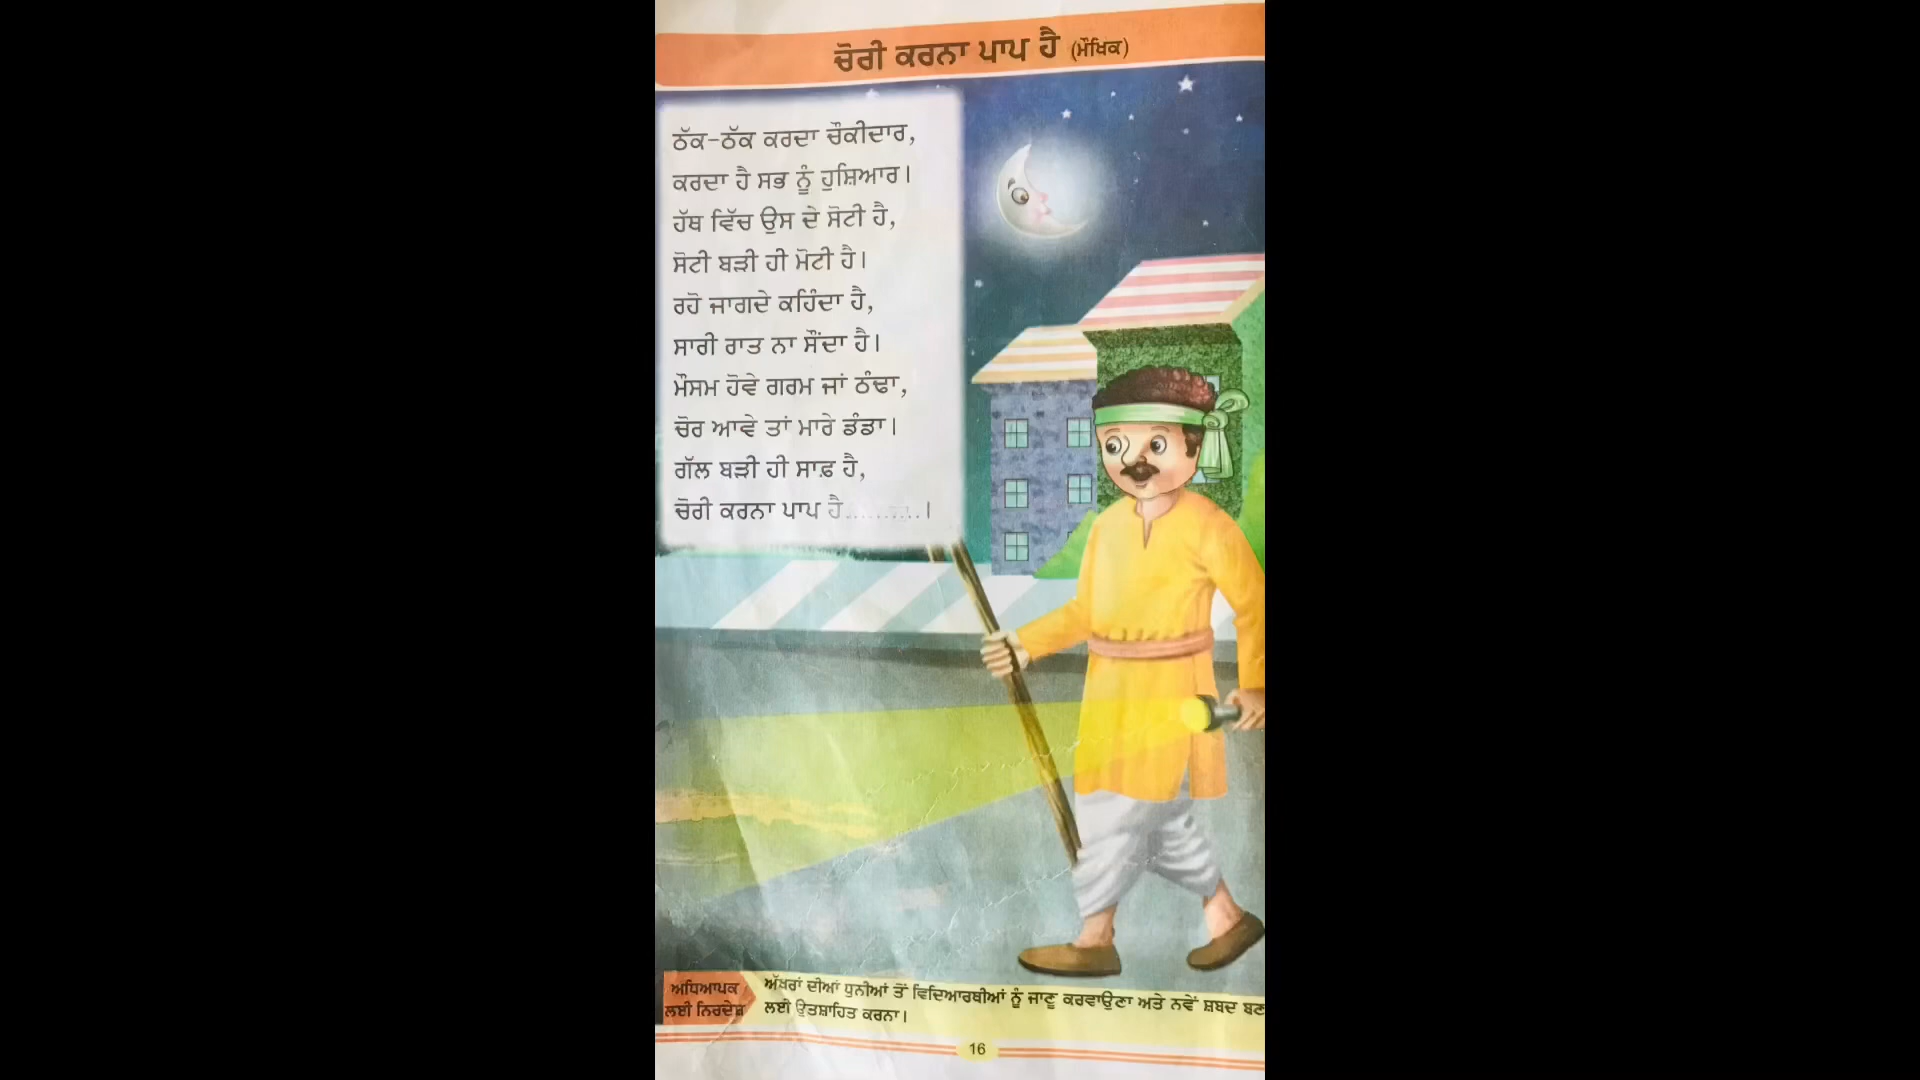 ਚੋਰੀ ਕਰਨਾ ਪਾਪ ਹੈ (ਮੌਖਿਕ)
ਠੱਕ-ਠੱਕ ਕਰਦਾ ਚੌਕੀਦਾਰ,
ਕਰਦਾ ਹੈ ਸਭ ਨੂੰ ਹੁਸ਼ਿਆਰ।
ਹੱਥ ਵਿੱਚ ਉਸ ਦੇ ਸੋਟੀ ਹੈ,
ਸੋਟੀ ਬੜੀ ਹੀ ਮੋਟੀ ਹੈ।
ਰਹੋ ਜਾਗਦੇ ਕਹਿੰਦਾ ਹੈ,
ਸਾਰੀ ਰਾਤ ਨਾ ਸੌਂਦਾ ਹੈ।
ਮੌਸਮ ਹੋਵੇ ਗਰਮ ਜਾਂ ਠੰਢਾ,
ਚੋਰ ਆਵੇ ਤਾਂ ਮਾਰੇ ਡੰਡਾ।
ਗੱਲ ਬੜੀ ਹੀ ਸਾਫ਼ ਹੈ,
ਚੋਰੀ ਕਰਨਾ ਪਾਪ ਹੈ..........।
ਅਧਿਆਪਕ
ਲਈ ਨਿਰਦੇਸ਼
ਅੱਖਰਾਂ ਦੀਆਂ ਧੁਨੀਆਂ ਤੋਂ ਵਿਦਿਆਰਥੀਆਂ ਨੂੰ ਜਾਣੂ ਕਰਵਾਉਣਾ ਅਤੇ ਨਵੇਂ ਸ਼ਬਦ
ਲਈ ਉਤਸ਼ਾਹਿਤ ਕਰਨਾ।
16